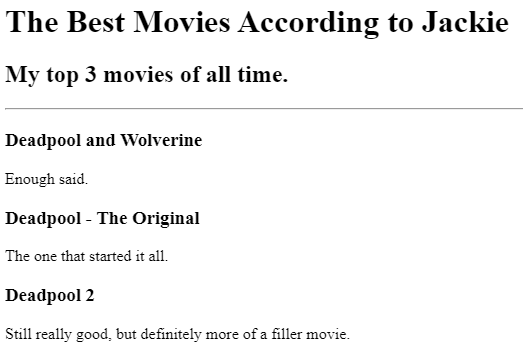 The Best Movies According to Jackie
My top 3 movies of all time.
Deadpool and Wolverine
Enough said.
Deadpool - The Original
The one that started it all.
Deadpool 2
Still really good, but definitely more of a filler movie.